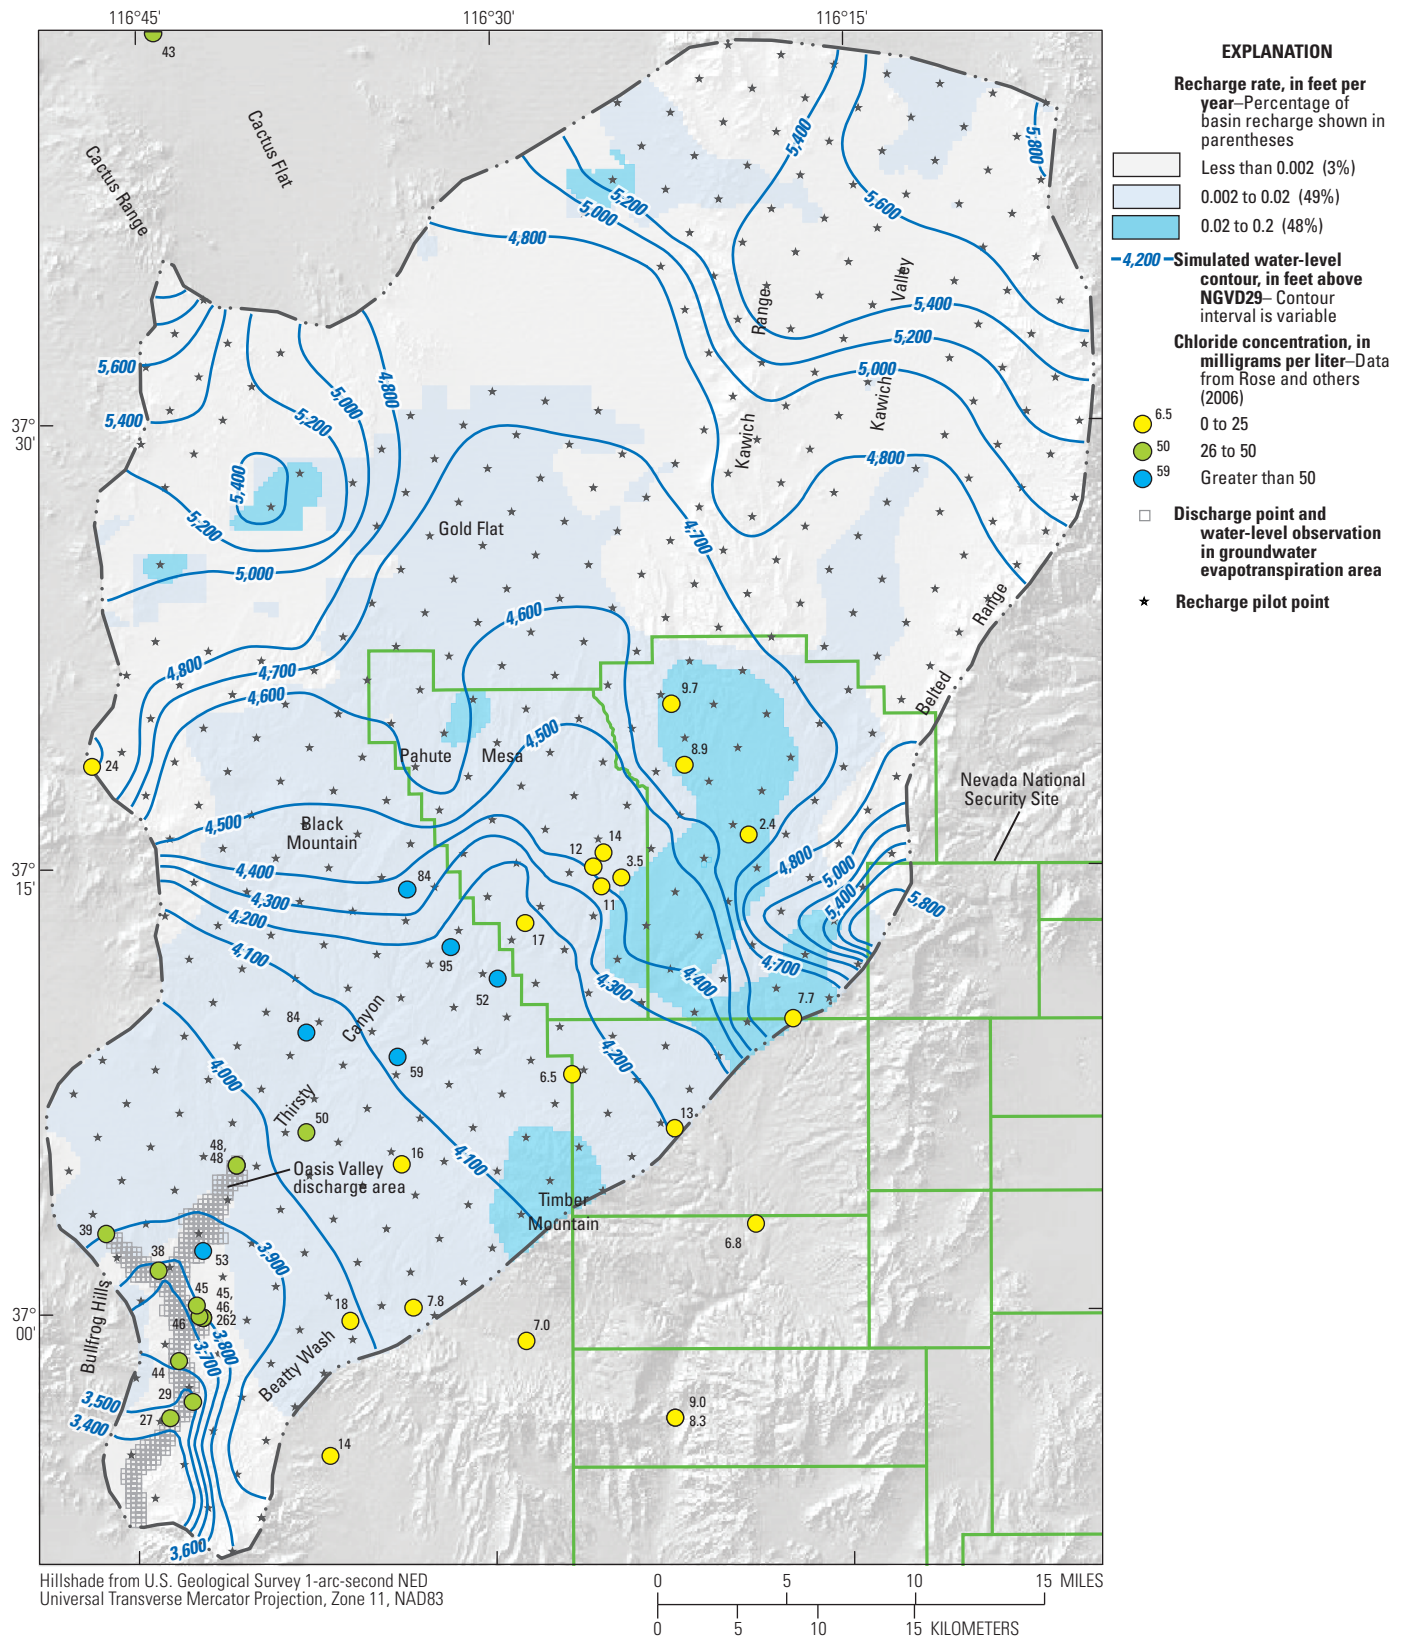 116°45'
116°30'
116°15'
43
Cactus Flat
Cactus Range
5,400
5,800
5,200
5,000
5,600
4,800
Range
Valley
5,400
5,200
5,000
5,600
4,800
5,000
5,200
5,400
Kawich
Kawich
37°
30'
4,800
5,400
5,200
Gold Flat
4,700
5,000
4,600
Range
4,800
4,700
4,600
Belted
9.7
4,500
Pahute
Mesa
8.9
24
Nevada National
Security Site
4,500
Black
Mountain
2.4
14
12
3.5
4,800
5,000
37°
15'
4,400
84
11
5,400
5,800
4,300
4,200
17
4,100
95
52
4,700
4,400
4,300
7.7
84
Canyon
59
4,200
4,000
6.5
Thirsty
50
13
48,
48
16
4,100
Oasis Valley
discharge area
Timber
Mountain
39
6.8
38
53
3,900
Bullfrog Hills
45
45,
46,
262
46
18
7.8
7.0
37°
00'
3,800
3,700
Beatty Wash
44
29
3,500
27
3,400
9.0
8.3
14
3,600
EXPLANATION
Recharge rate, in feet per
year–Percentage of
basin recharge shown in
parentheses
Less than 0.002 (3%)
0.002 to 0.02 (49%)
0.02 to 0.2 (48%)
4,200
Simulated water-level
contour, in feet above
NGVD29– Contour
interval is variable
Chloride concentration, in
milligrams per liter–Data
from Rose and others
(2006)
6.5
0 to 25
50
26 to 50
59
Greater than 50
Discharge point and
water-level observation
in groundwater
evapotranspiration area
Recharge pilot point
Hillshade from U.S. Geological Survey 1-arc-second NED
Universal Transverse Mercator Projection, Zone 11, NAD83
0 5 10 15 MILES
0 5 10 15 KILOMETERS